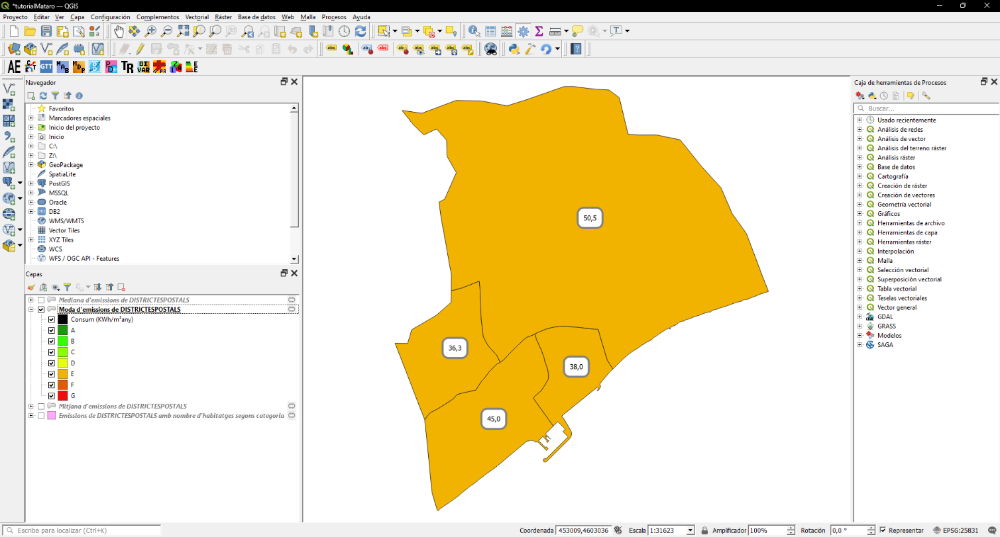 *tutorialMataro — QGIS
Proyecto Editar Ver Capa Configuración Complementos Vectorial Ráster Base de datos Web Malla Procesos Ayuda
Navegador
Favoritos
Marcadores espaciales
Inicio del proyecto
Inicio
C:\
Z:\
GeoPackage
SpatiaLite
PostGIS
MSSQL
Oracle
DB2
WMS/WMTS
Vector Tiles
XYZ Tiles
WCS
WFS / OGC API - Features
Capas
Mediana d'emissions de DISTRICTESPOSTALS
Moda d'emissions de DISTRICTESPOSTALS
Consum (KWh/m²any)
A
B
C
D
E
F
G
Mitjana d'emissions de DISTRICTESPOSTALS
Emissions de DISTRICTESPOSTALS amb nombre d'habitatges segons categoria
50,5
36,3
38,0
45,0
Caja de herramientas de Procesos
Buscar...
Usado recientemente
Análisis de redes
Análisis de vector
Análisis del terreno ráster
Análisis ráster
Base de datos
Cartografía
Creación de ráster
Creación de vectores
Geometría vectorial
Gráficos
Herramientas de archivo
Herramientas de capa
Herramientas ráster
Interpolación
Malla
Selección vectorial
Superposición vectorial
Tabla vectorial
Teselas vectoriales
Vector general
GDAL
GRASS
Modelos
SAGA
Escriba para localizar (Ctrl+K)
Coordenada 453009,4603036 Escala 1:31623 Amplificador 100% Rotación 0,0 ° Representar EPSG:25831